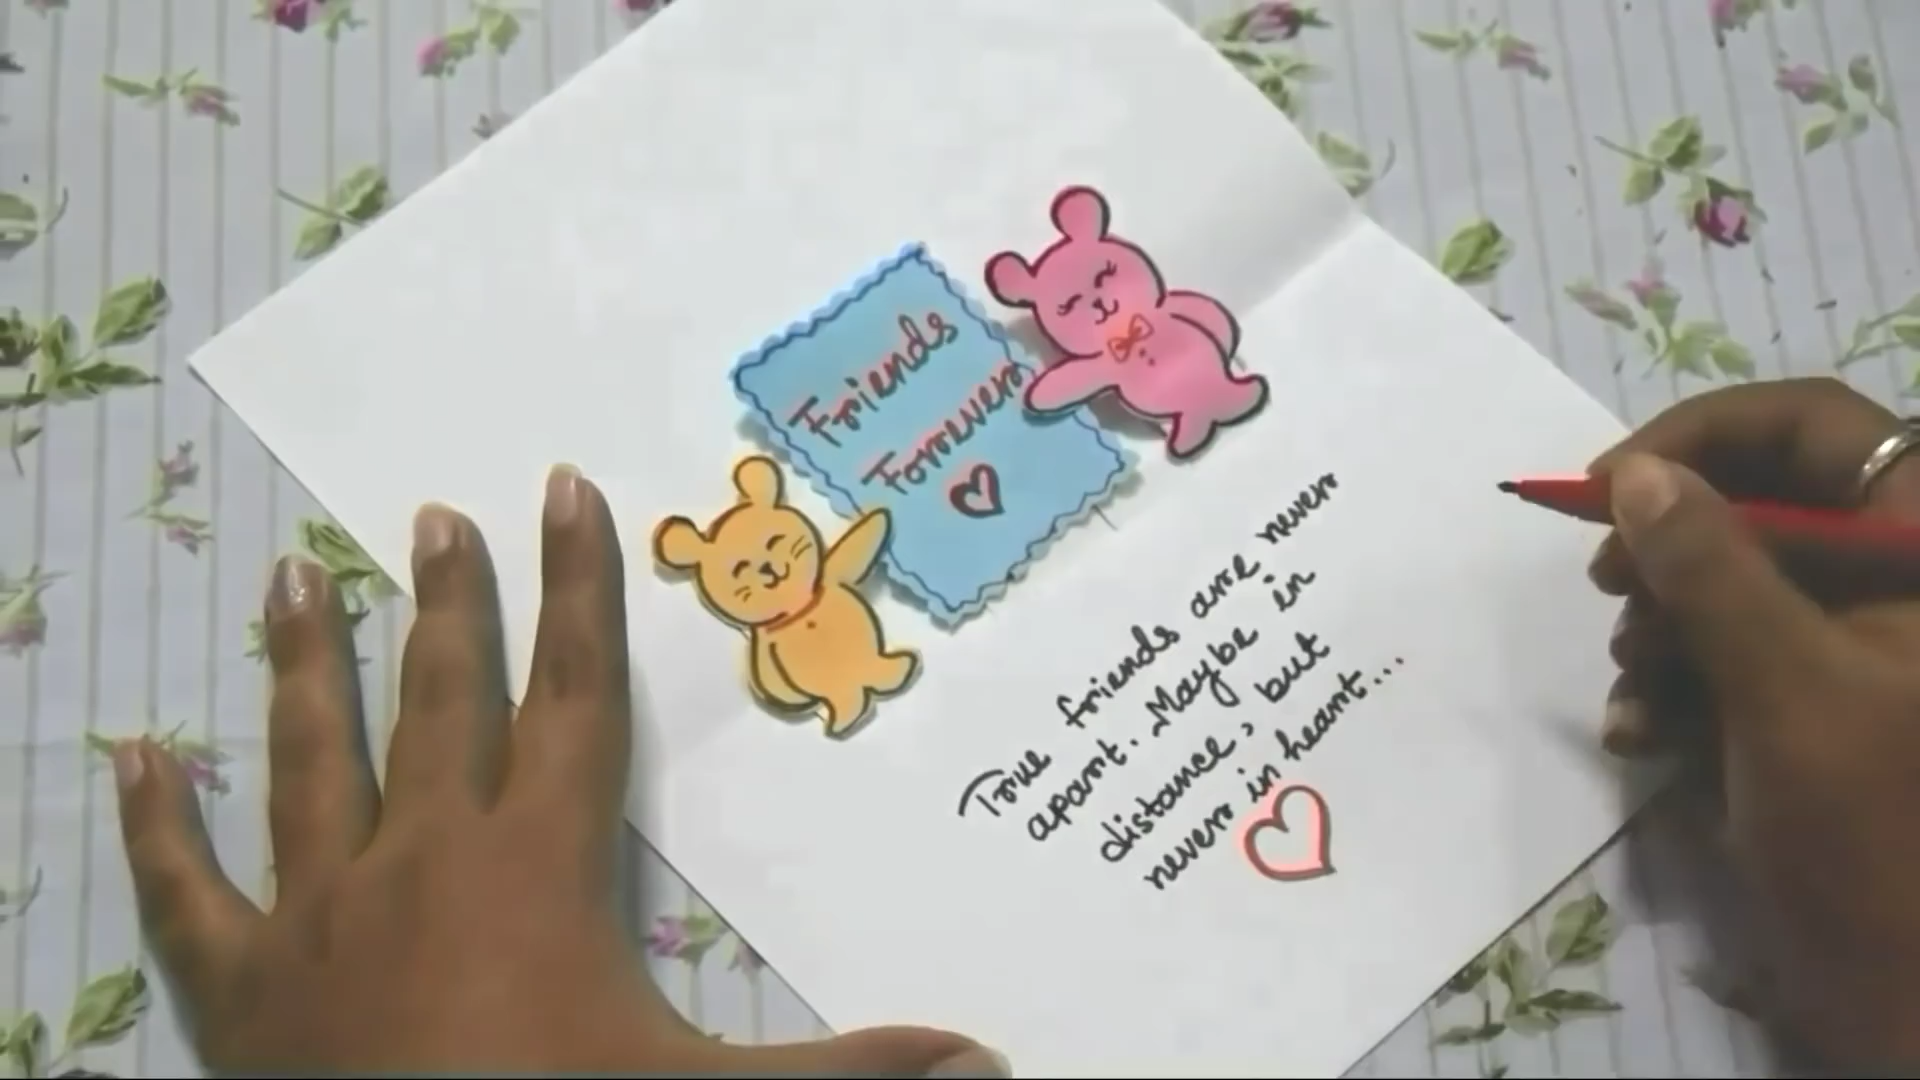 Friends
Forever
True friends are never
apart. Maybe in
distance, but
never in heart...